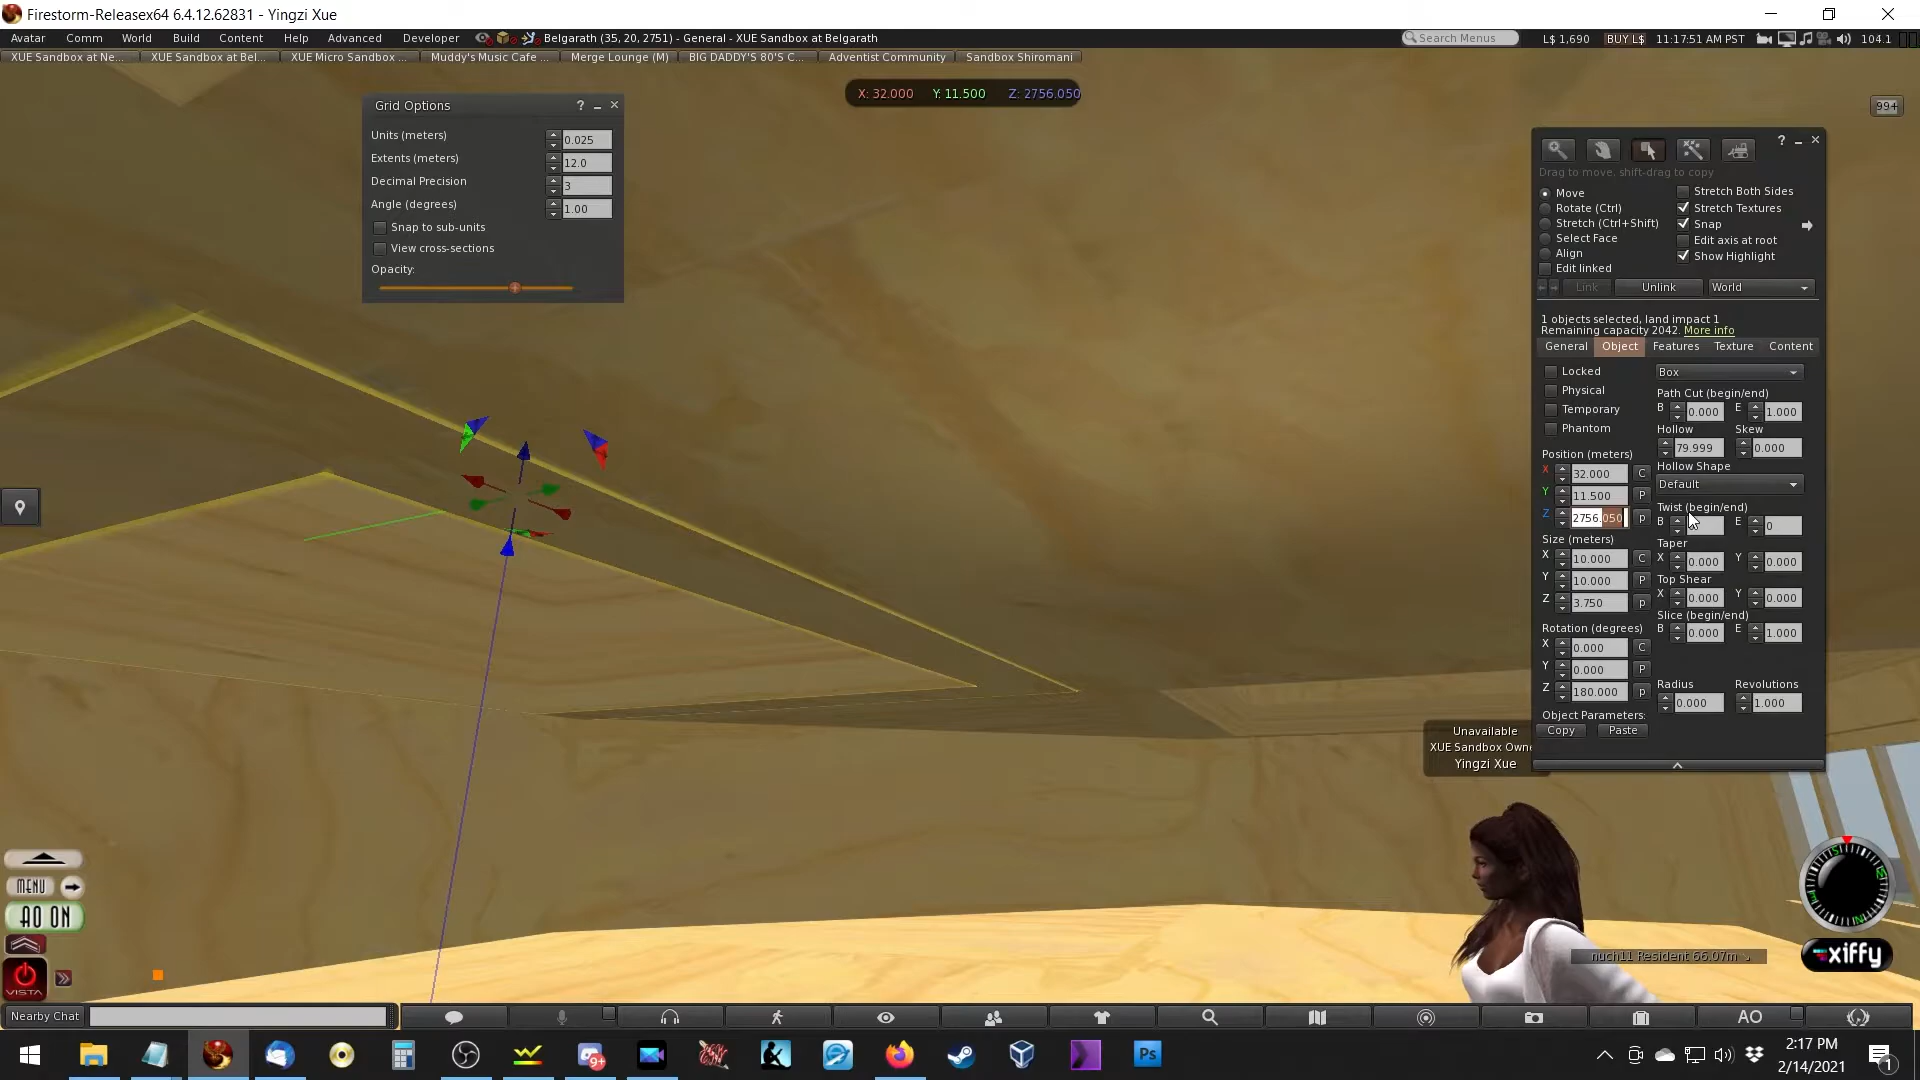 Firestorm-Releasex64 6.4.12.62831 - Yingzi Xue
Avatar Comm World Build Content Help Advanced Developer Belgarath (35, 20, 2751) - General - XUE Sandbox at Belgarath
Search Menus L$ 1,690 BUY L$ 11:17:51 AM PST 104.1
XUE Sandbox at Ne... XUE Sandbox at Bel... XUE Micro Sandbox ... Muddy's Music Cafe ... Merge Lounge (M) BIG DADDY'S 80'S C... Adventist Community Sandbox Shiromani
X: 32.000 Y: 11.500 Z: 2756.050
99+
Grid Options ?
Units (meters) 0.025
Extents (meters) 12.0
Decimal Precision 3
Angle (degrees) 1.00
Snap to sub-units
View cross-sections
Opacity:
?
Drag to move, shift-drag to copy
Move
Rotate (Ctrl)
Stretch (Ctrl+Shift)
Select Face
Align
Edit linked
Stretch Both Sides
Stretch Textures
Snap
Edit axis at root
Show Highlight
Link Unlink World
1 objects selected, land impact 1
Remaining capacity 2042. More info
General Object Features Texture Content
Locked
Physical
Temporary
Phantom
Position (meters)
X 32.000 C
Y 11.500 P
Z 2756.050 p
Size (meters)
X 10.000 C
Y 10.000 P
Z 3.750 p
Rotation (degrees)
X 0.000 C
Y 0.000 P
Z 180.000 p
Object Parameters:
Copy Paste
Box
Path Cut (begin/end)
B 0.000 E 1.000
Hollow Skew
79.999 0.000
Hollow Shape
Default
Twist (begin/end)
B E 0
Taper
X 0.000 Y 0.000
Top Shear
X 0.000 Y 0.000
Slice (begin/end)
B 0.000 E 1.000
Radius Revolutions
0.000 1.000
Unavailable
XUE Sandbox Owne
Yingzi Xue
nuch11 Resident 66.07m
xiffy
MENU
AO ON
VISTA
Nearby Chat
AO
9+
Ps
2:17 PM
2/14/2021
1